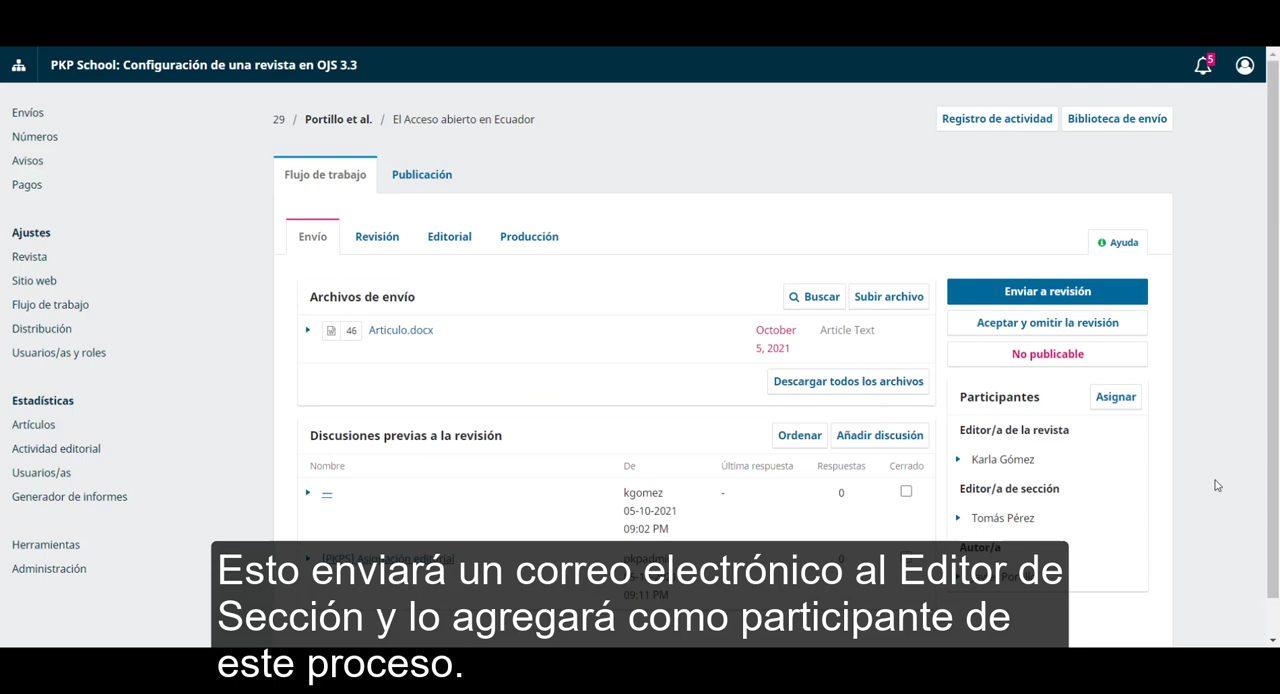 PKP School: Configuración de una revista en OJS 3.3
5
Envíos
Números
Avisos
Pagos
Ajustes
Revista
Sitio web
Flujo de trabajo
Distribución
Usuarios/as y roles
Estadísticas
Artículos
Actividad editorial
Usuarios/as
Generador de informes
Herramientas
Administración
29 / Portillo et al. / El Acceso abierto en Ecuador
Registro de actividad
Biblioteca de envío
Flujo de trabajo
Publicación
Envío
Revisión
Editorial
Producción
Ayuda
Archivos de envío
Buscar
Subir archivo
46 Articulo.docx
October
5, 2021
Article Text
Descargar todos los archivos
Discusiones previas a la revisión
Ordenar
Añadir discusión
Nombre De Última respuesta Respuestas Cerrado
— kgomez - 0
05-10-2021
09:02 PM
[PKPS] Asignación editorial
09:11 PM
Enviar a revisión
Aceptar y omitir la revisión
No publicable
Participantes
Asignar
Editor/a de la revista
Karla Gómez
Editor/a de sección
Tomás Pérez
Autor/a
Esto enviará un correo electrónico al Editor de
Sección y lo agregará como participante de
este proceso.